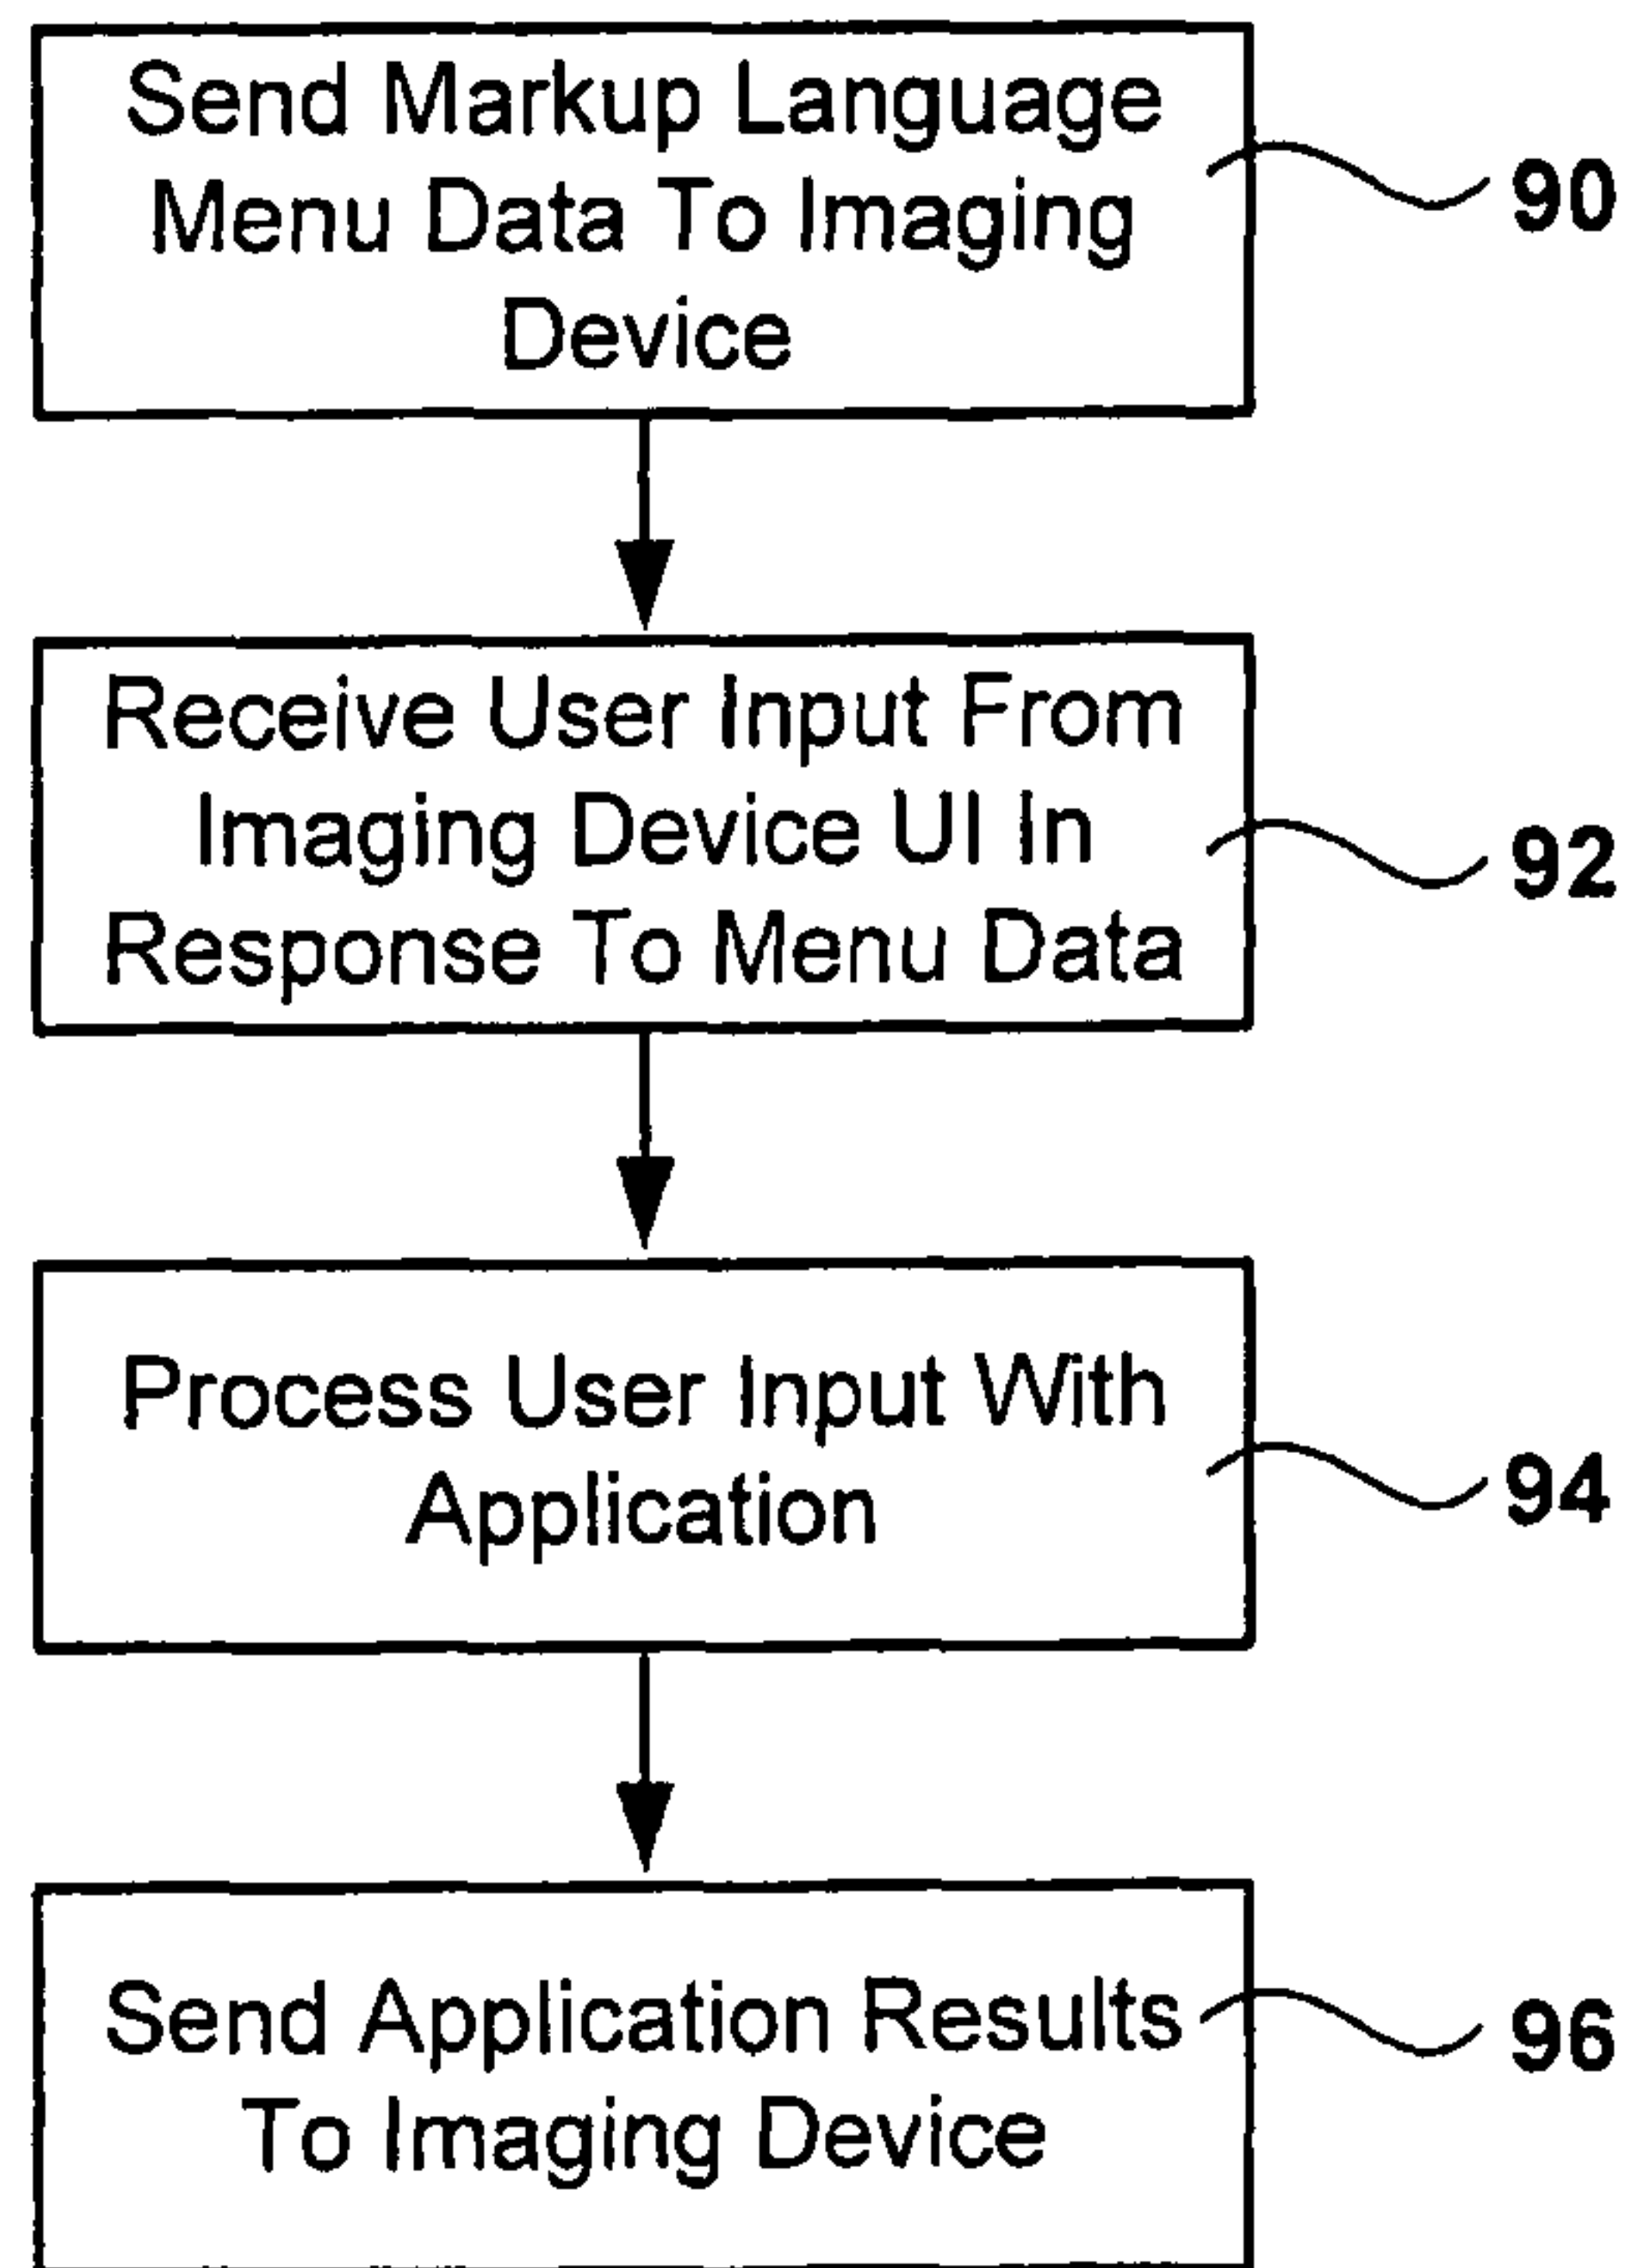 Send Markup Language
Menu Data To Imaging
Device
90
Receive User Input From
Imaging Device UI In
Response To Menu Data
92
Process User Input With
Application
94
Send Application Results
To Imaging Device
96